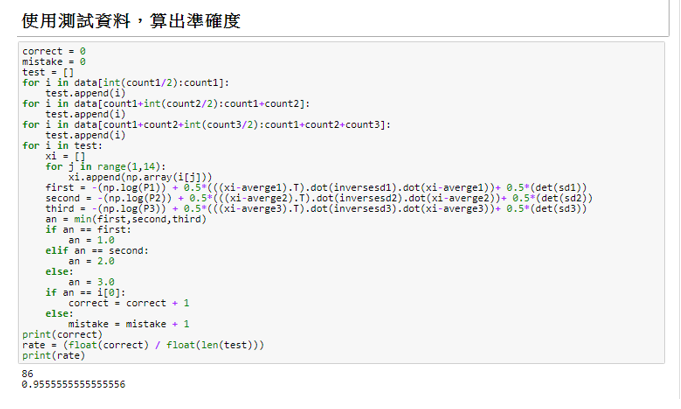 使用測試資料，算出準確度
correct = 0
mistake = 0
test = []
for i in data[int(count1/2):count1]:
    test.append(i)
for i in data[count1+int(count2/2):count1+count2]:
    test.append(i)
for i in data[count1+count2+int(count3/2):count1+count2+count3]:
    test.append(i)
for i in test:
    xi = []
    for j in range(1,14):
        xi.append(np.array(i[j]))
    first = -(np.log(P1)) + 0.5*(((xi-averge1).T).dot(inversesd1).dot(xi-averge1))+ 0.5*(det(sd1))
    second = -(np.log(P2)) + 0.5*(((xi-averge2).T).dot(inversesd2).dot(xi-averge2))+ 0.5*(det(sd2))
    third = -(np.log(P3)) + 0.5*(((xi-averge3).T).dot(inversesd3).dot(xi-averge3))+ 0.5*(det(sd3))
    an = min(first,second,third)
    if an == first:
        an = 1.0
    elif an == second:
        an = 2.0
    else:
        an = 3.0
    if an == i[0]:
        correct = correct + 1
    else:
        mistake = mistake + 1
print(correct)
rate = (float(correct) / float(len(test)))
print(rate)
86
0.9555555555555556